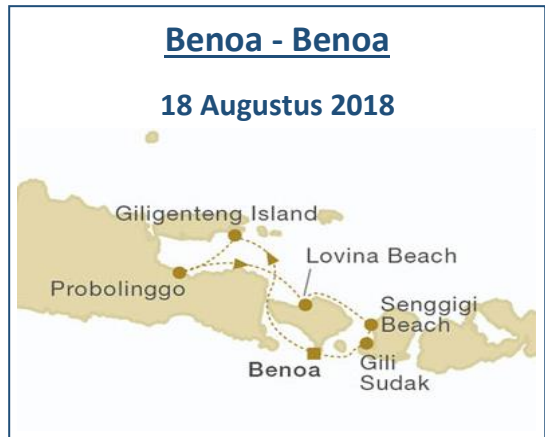 Benoa - Benoa
18 Augustus 2018
Giligenteng Island
Lovina Beach
Probolinggo
Senggigi
Beach
Benoa
Gili
Sudak